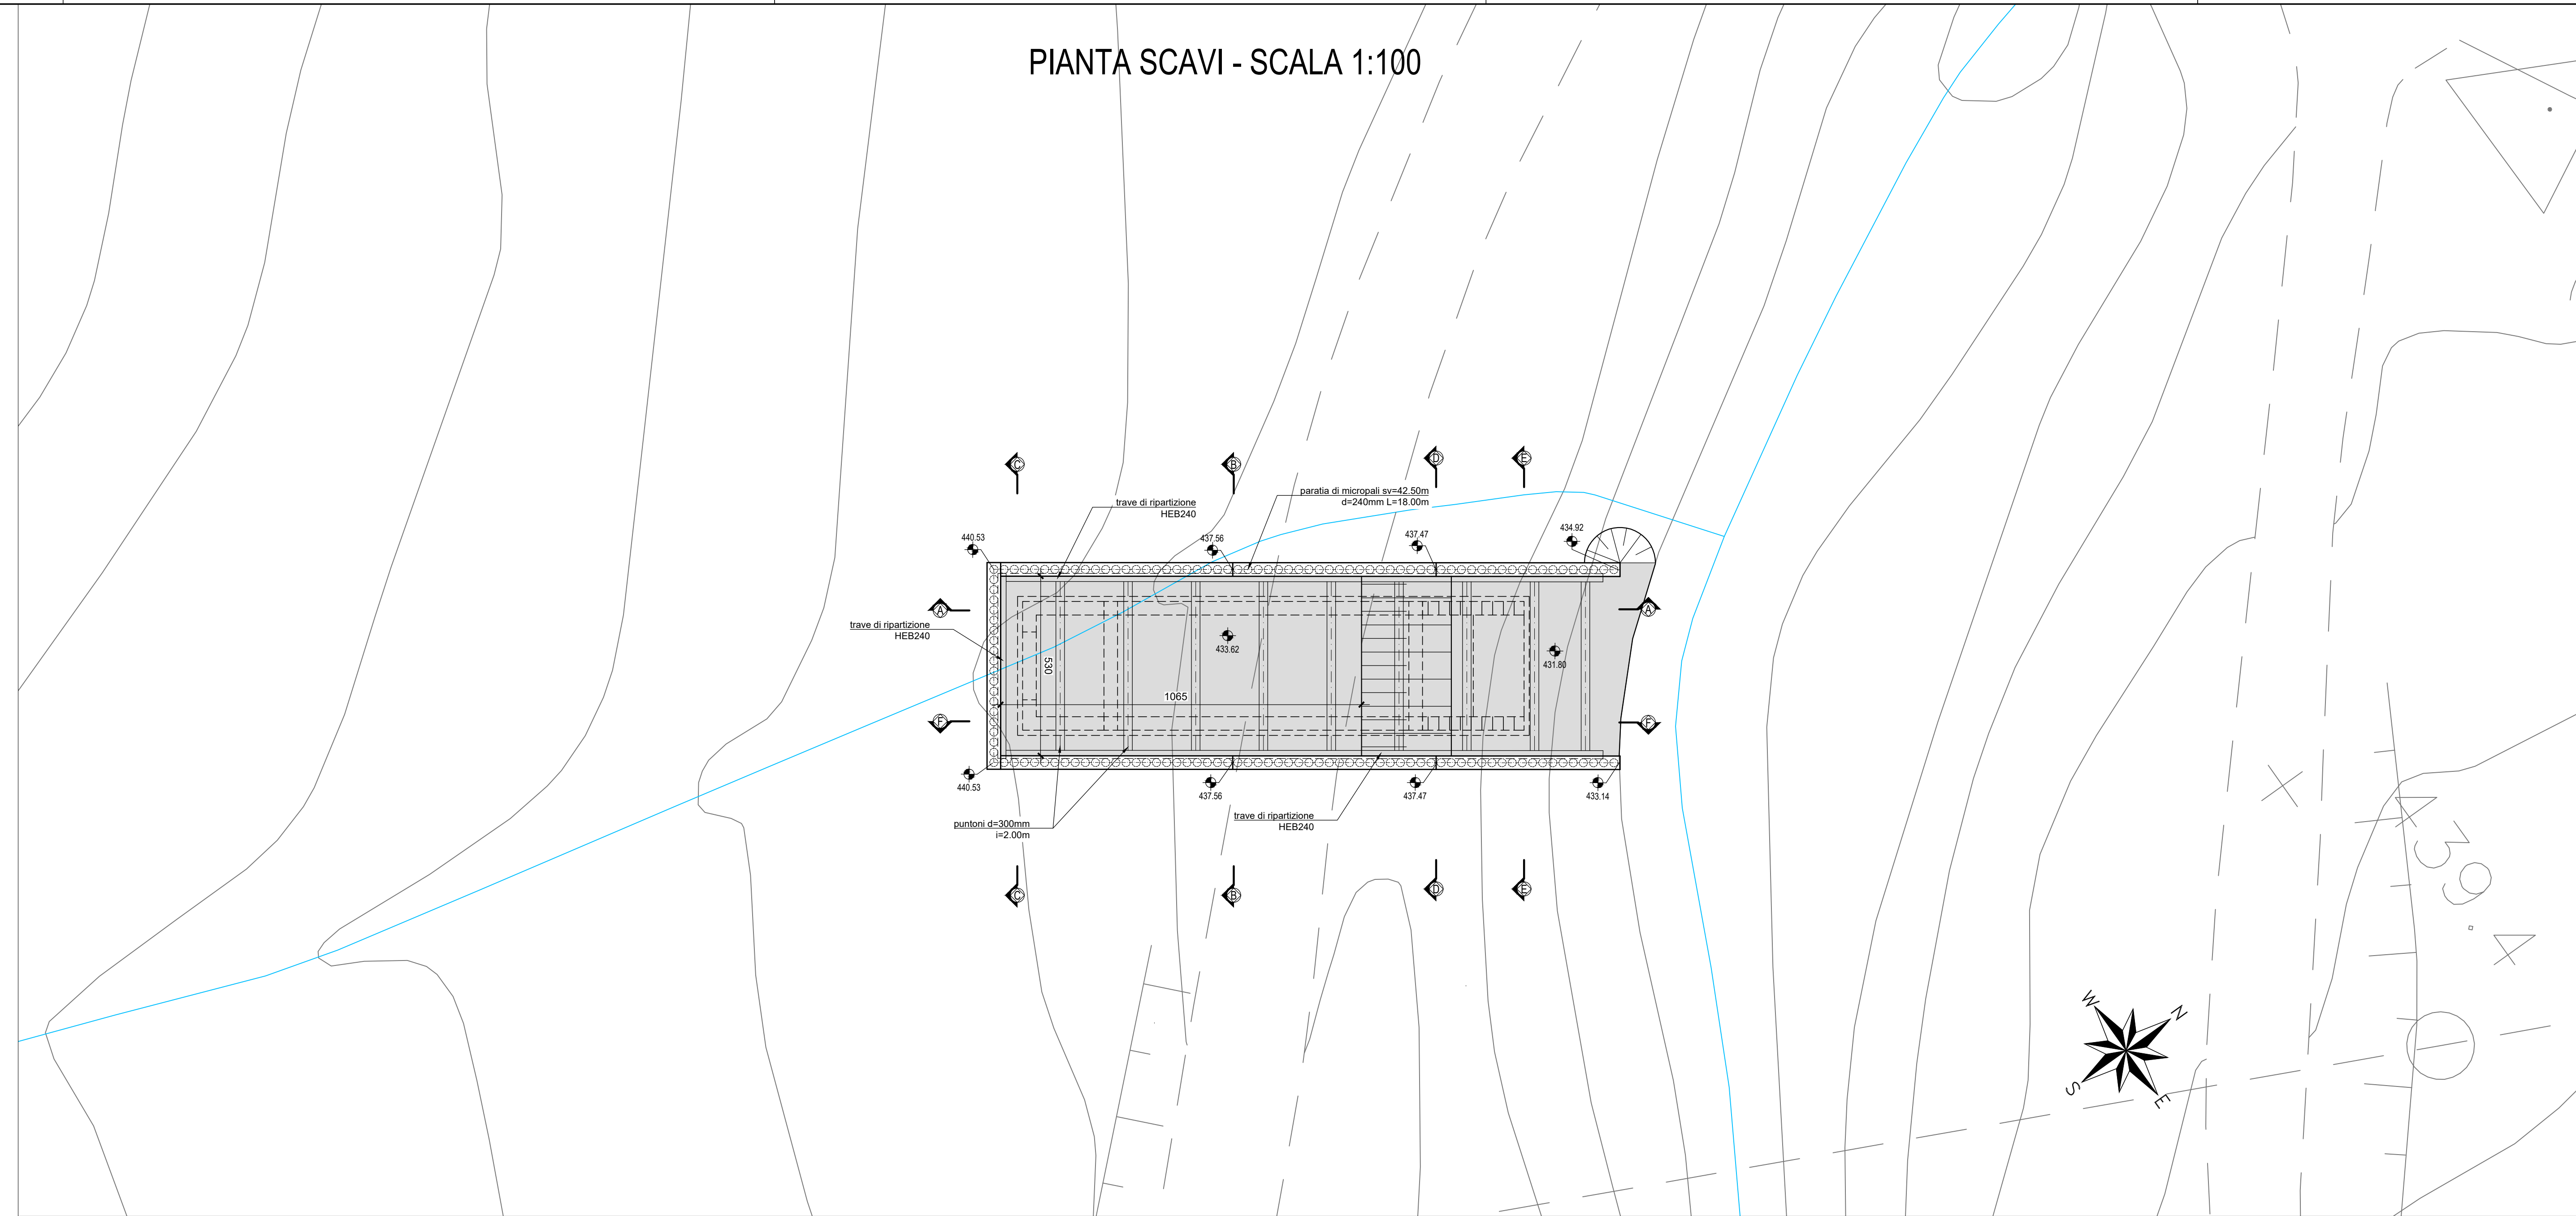 PIANTA SCAVI - SCALA 1:100
C
B
D
E
trave di ripartizione
HEB240
paratia di micropali sv=42.50m
d=240mm L=18.00m
440.53
437.56
437.47
434.92
A
A
trave di ripartizione
HEB240
433.62
431.80
530
1065
F
F
440.53
437.56
437.47
433.14
puntoni d=300mm
i=2.00m
trave di ripartizione
HEB240
C
B
D
E
W
N
S
E